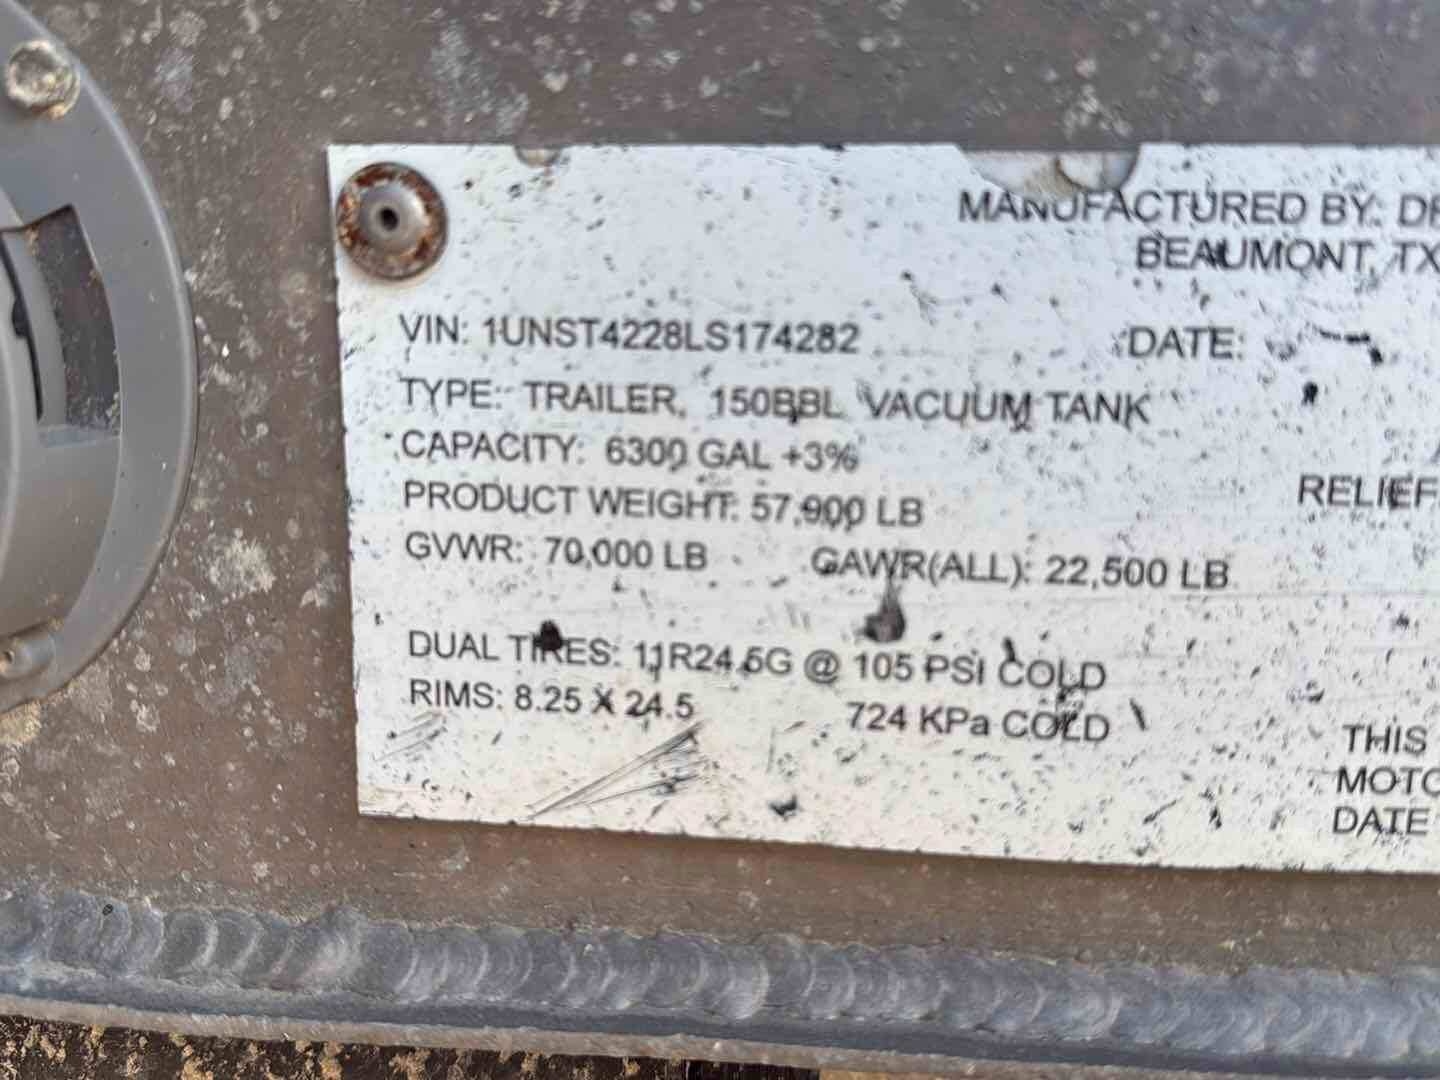 MANUFACTURED BY:
BEAUMONT, TX
VIN: 1UNST4228LS174282
DATE:
TYPE: TRAILER, 150BBL VACUUM TANK
CAPACITY: 6300 GAL +3%
RELIEF
PRODUCT WEIGHT: 57,900 LB
GVWR: 70,000 LB GAWR(ALL): 22,500 LB
DUAL TIRES: 11R24.5G @ 105 PSI COLD
RIMS: 8.25 X 24.5 724 KPa COLD
THIS
DATE